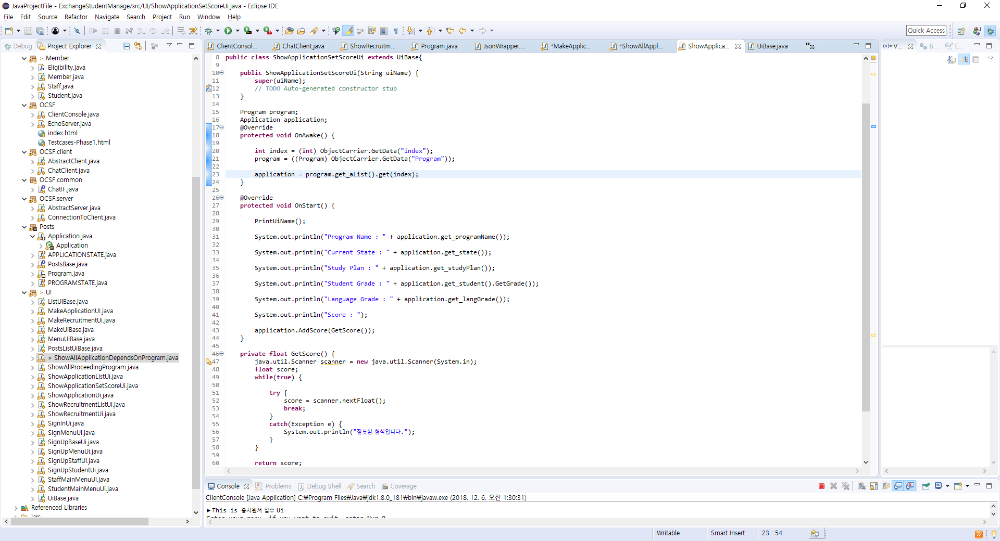 JavaProjectFile - ExchangeStudentManage/src/UI/ShowApplicationSetScoreUi.java - Eclipse IDE
File Edit Source Refactor Navigate Search Project Run Window Help
Quick Access
Debug Project Explorer
> Member
Eligibility.java
Member.java
Staff.java
Student.java
OCSF
ClientConsole.java
EchoServer.java
index.html
Testcases-Phase1.html
OCSF.client
AbstractClient.java
ChatClient.java
OCSF.common
ChatIF.java
OCSF.server
AbstractServer.java
ConnectionToClient.java
Posts
Application.java
Application
APPLICATIONSTATE.java
PostsBase.java
Program.java
PROGRAMSTATE.java
> UI
ListUiBase.java
MakeApplicationUI.java
MakeRecruitmentUi.java
MakeUiBase.java
MenuUiBase.java
PostsListUiBase.java
> ShowAllApplicationDependsOnProgram.java
ShowAllProceedingProgram.java
ShowApplicationListUi.java
ShowApplicationSetScoreUi.java
ShowApplicationUi.java
ShowRecruitmentListUi.java
ShowRecruitmentUi.java
SignInUi.java
SignMenuUi.java
SignUpBaseUi.java
SignUpMenuUi.java
SignUpStaffUi.java
SignUpStudentUi.java
StaffMainMenuUi.java
StudentMainMenuUi.java
UiBase.java
Referenced Libraries
jars
ClientConsol... ChatClient.java ShowRecruitm... Program.java JsonWrapper.... *MakeApplic... *ShowAllAppl... ShowApplica... UiBase.java »58
(x)= V... B... E...
8 public class ShowApplicationSetScoreUi extends UiBase{
9
10 public ShowApplicationSetScoreUi(String uiName) {
11 super(uiName);
12 // TODO Auto-generated constructor stub
13 }
14
15 Program program;
16 Application application;
17 @Override
18 protected void OnAwake() {
19
20 int index = (int) ObjectCarrier.GetData("index");
21 program = ((Program) ObjectCarrier.GetData("Program"));
22
23 application = program.get_aList().get(index);
24 }
25
26 @Override
27 protected void OnStart() {
28
29 PrintUiName();
30
31 System.out.println("Program Name : " + application.get_programName());
32
33 System.out.println("Current State : " + application.get_state());
34
35 System.out.println("Study Plan : " + application.get_studyPlan());
36
37 System.out.println("Student Grade : " + application.get_student().GetGrade());
38
39 System.out.println("Language Grade : " + application.get_langGrade());
40
41 System.out.println("Score : ");
42
43 application.AddScore(GetScore());
44 }
45
46 private float GetScore() {
47 java.util.Scanner scanner = new java.util.Scanner(System.in);
48 float score;
49 while(true) {
50
51 try {
52 score = scanner.nextFloat();
53 break;
54 }
55 catch(Exception e) {
56 System.out.println("잘못된 형식입니다.");
57 }
58 }
59
60 return score;
Console Problems Debug Shell Search Coverage
ClientConsole [Java Application] C:₩Program Files₩Java₩jdk1.8.0_181₩bin₩javaw.exe (2018. 12. 6. 오전 1:30:31)
▶This is 응시원서 접수 Ui
Enter your menu, if you want to exit, enter Num 0
Writable Smart Insert 23 : 54